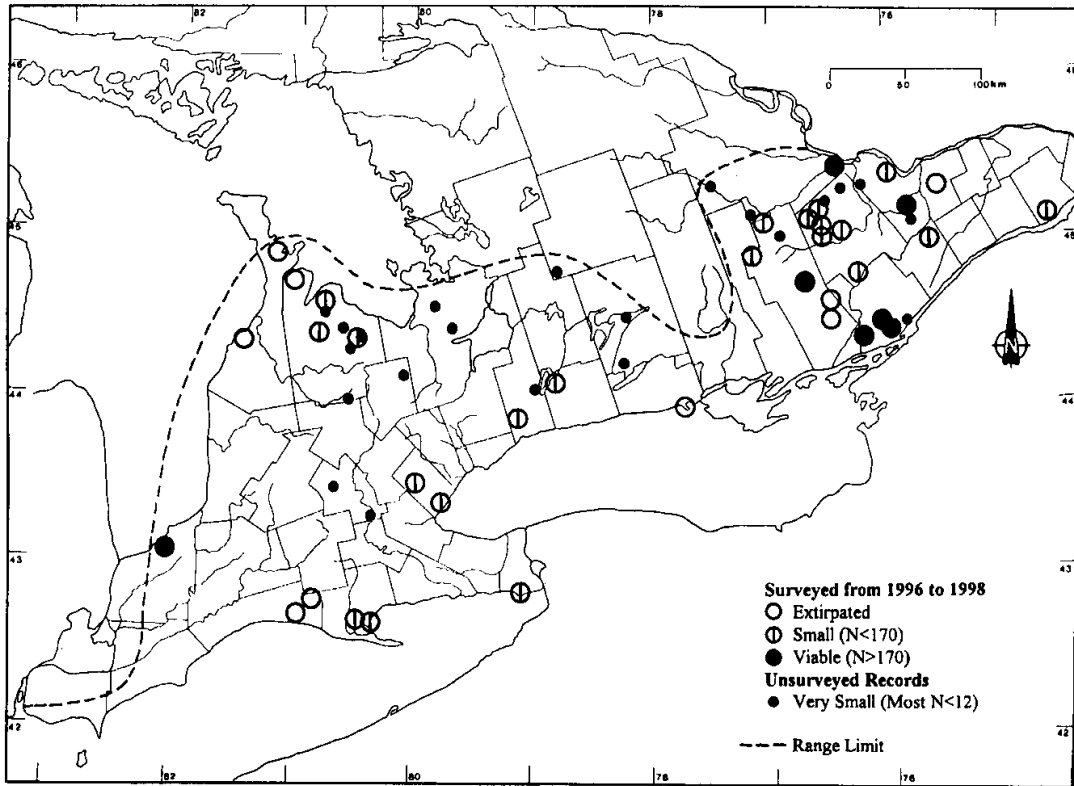 82
80
78
76
46
46
0 50 100km
45
45
N
44
44
43
43
Surveyed from 1996 to 1998
Extirpated
Small (N<170)
Viable (N>170)
Unsurveyed Records
Very Small (Most N<12)
42
42
Range Limit
82
80
78
76